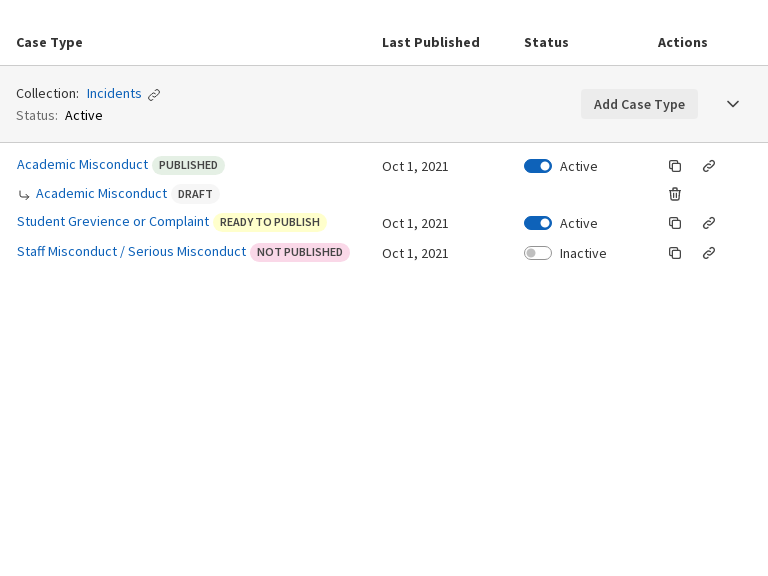 Case Type Last Published Status Actions
Collection: Incidents Add Case Type
Status: Active
Academic Misconduct PUBLISHED Oct 1, 2021 Active
Academic Misconduct DRAFT
Student Grevience or Complaint READY TO PUBLISH Oct 1, 2021 Active
Staff Misconduct / Serious Misconduct NOT PUBLISHED Oct 1, 2021 Inactive